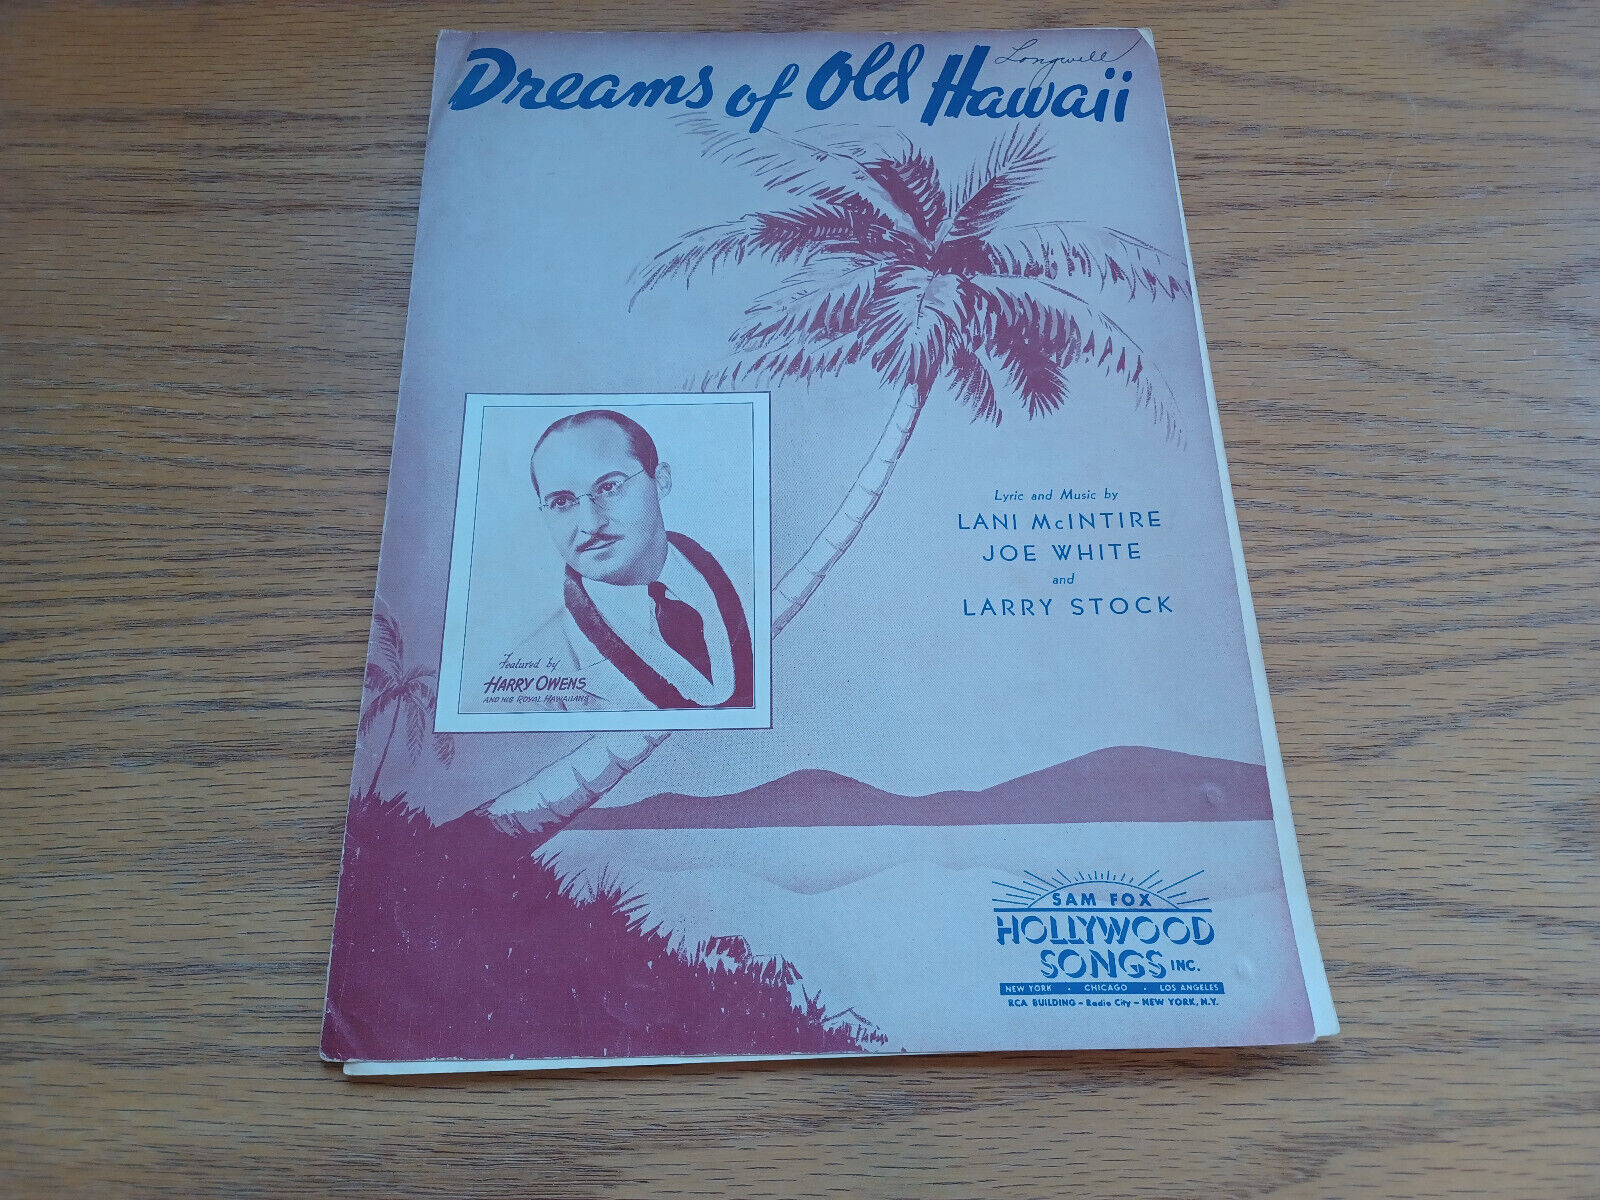 Longwell
Dreams of Old Hawaii
Lyric and Music by
LANI McINTIRE
JOE WHITE
and
LARRY STOCK
Featured by
HARRY OWENS
AND HIS ROYAL HAWAIIANS
SAM FOX
HOLLYWOOD
SONGS INC.
NEW YORK • CHICAGO • LOS ANGELES
RCA BUILDING - Radio City - NEW YORK, N.Y.